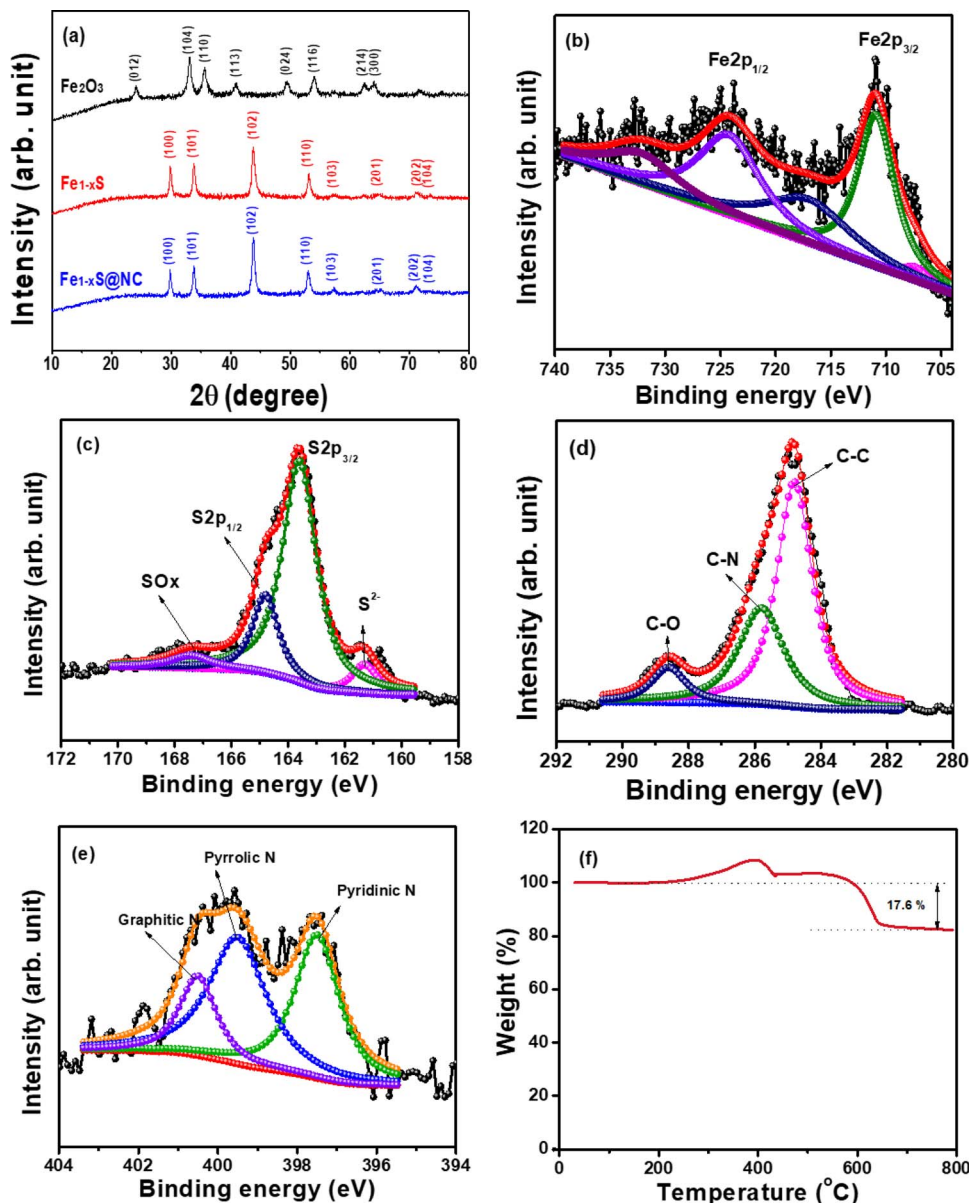 (a)
Fe₂O₃
(012)
(104)
(110)
(113)
(024)
(116)
(214)
(300)
Fe₁₋ₓS
(100)
(101)
(102)
(110)
(103)
(201)
(202)
(104)
Fe₁₋ₓS@NC
(100)
(101)
(102)
(110)
(103)
(201)
(202)
(104)
Intensity (arb. unit)
10 20 30 40 50 60 70 80
2θ (degree)
(b)
Fe2p₁/₂
Fe2p₃/₂
Intensity (arb. unit)
740 735 730 725 720 715 710 705
Binding energy (eV)
(c)
S2p₃/₂
S2p₁/₂
SOx
S²⁻
Intensity (arb. unit)
172 170 168 166 164 162 160 158
Binding energy (eV)
(d)
C-C
C-N
C-O
Intensity (arb. unit)
292 290 288 286 284 282 280
Binding energy (eV)
(e)
Pyrrolic N
Pyridinic N
Graphitic N
Intensity (arb. unit)
404 402 400 398 396 394
Binding energy (eV)
(f)
120
100
80
60
40
20
0
17.6 %
Weight (%)
0 200 400 600 800
Temperature (°C)